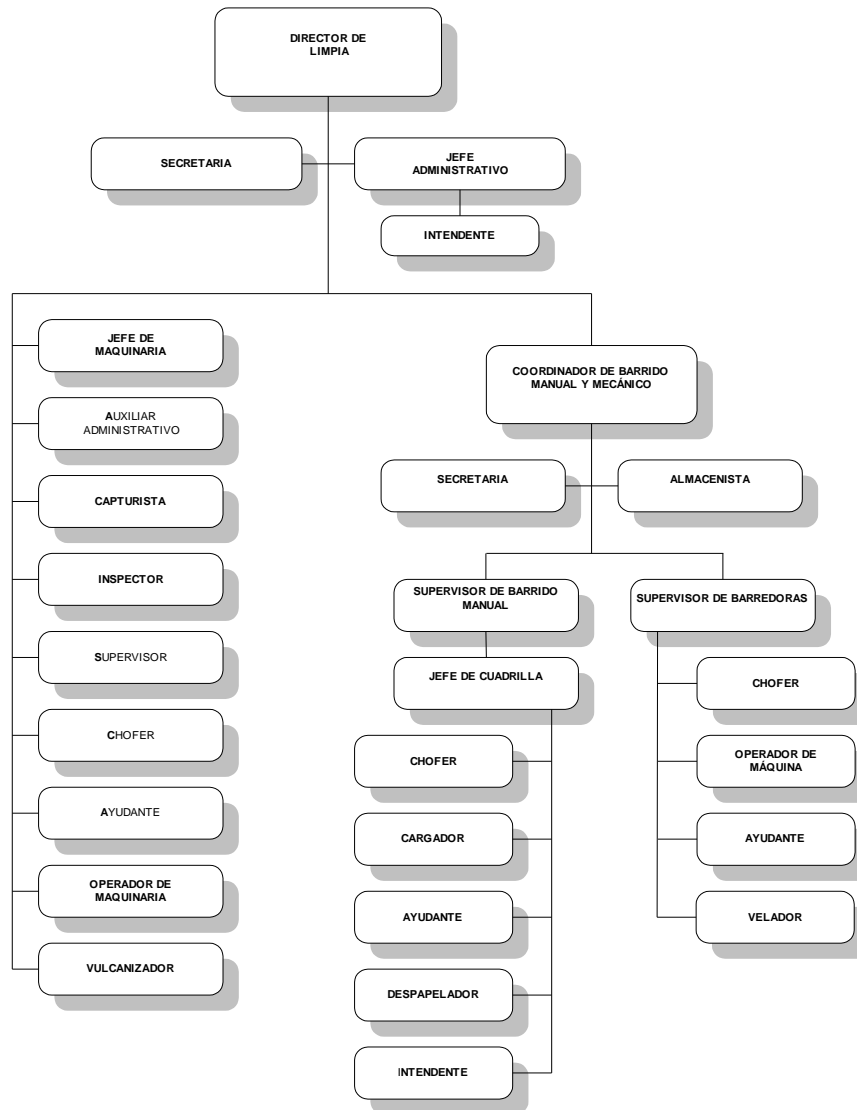 DIRECTOR DE
LIMPIA
SECRETARIA
JEFE
ADMINISTRATIVO
INTENDENTE
JEFE DE
MAQUINARIA
AUXILIAR
ADMINISTRATIVO
CAPTURISTA
INSPECTOR
SUPERVISOR
CHOFER
AYUDANTE
OPERADOR DE
MAQUINARIA
VULCANIZADOR
COORDINADOR DE BARRIDO
MANUAL Y MECÁNICO
SECRETARIA
ALMACENISTA
SUPERVISOR DE BARRIDO
MANUAL
JEFE DE CUADRILLA
CHOFER
CARGADOR
AYUDANTE
DESPAPELADOR
INTENDENTE
SUPERVISOR DE BARREDORAS
CHOFER
OPERADOR DE
MÁQUINA
AYUDANTE
VELADOR